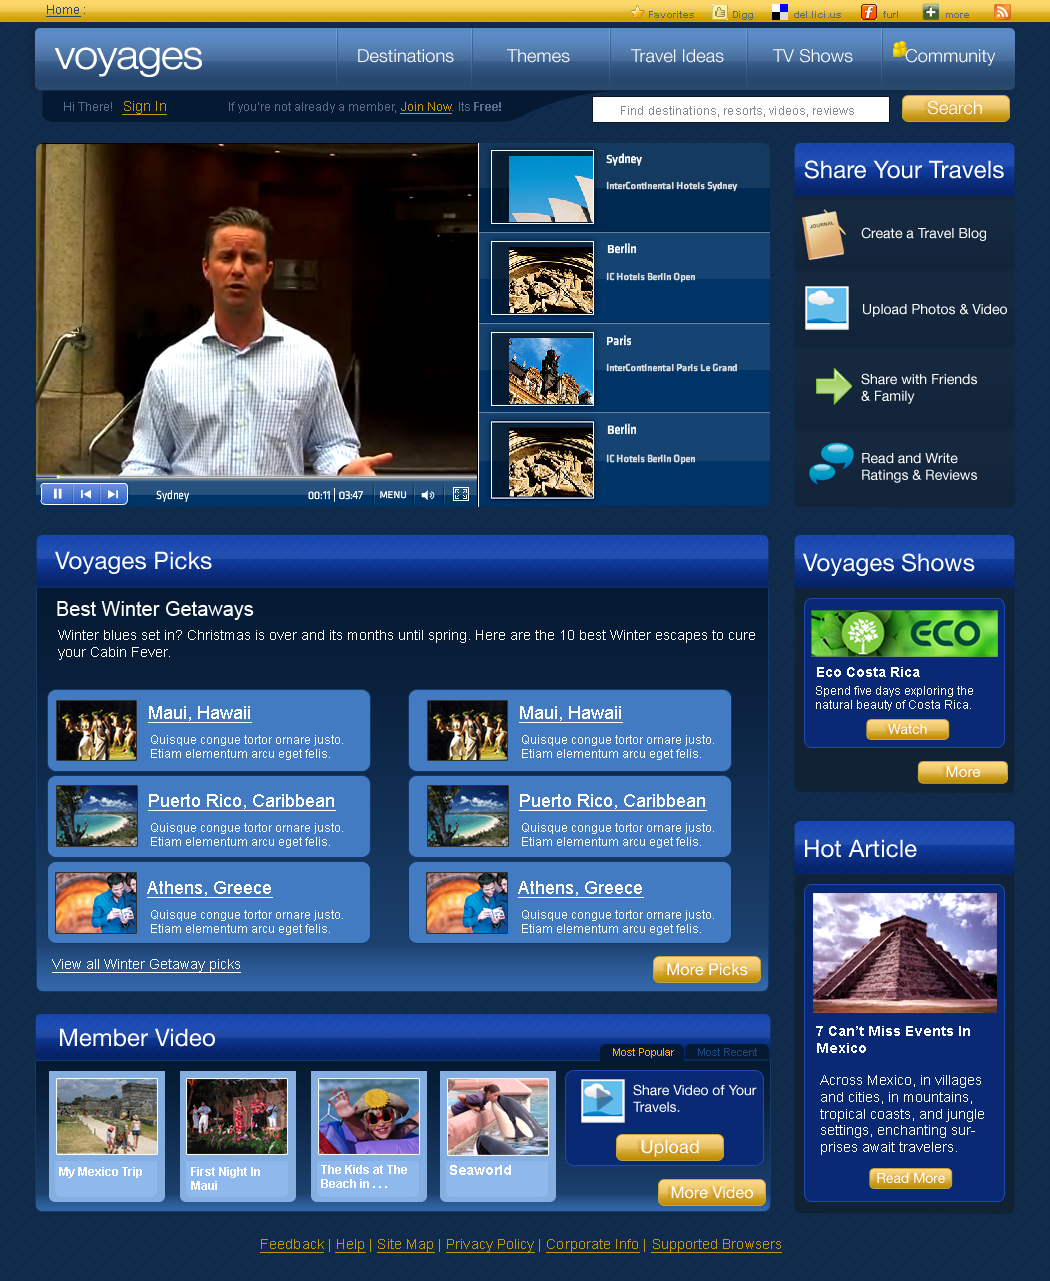 Home :
Favorites Digg del.ici.us furl more
voyages
Destinations Themes Travel Ideas TV Shows Community
Hi There! Sign In If you're not already a member, Join Now. Its Free!
Find destinations, resorts, videos, reviews Search
Sydney
InterContinental Hotels Sydney
Berlin
IC Hotels Berlin Open
Paris
InterContinental Paris Le Grand
Berlin
IC Hotels Berlin Open
Sydney 00:11 | 03:47 MENU
Share Your Travels
JOURNAL
Create a Travel Blog
Upload Photos & Video
Share with Friends
& Family
Read and Write
Ratings & Reviews
Voyages Picks
Best Winter Getaways
Winter blues set in? Christmas is over and its months until spring. Here are the 10 best Winter escapes to cure
your Cabin Fever.
Maui, Hawaii
Quisque congue tortor ornare justo.
Etiam elementum arcu eget felis.
Maui, Hawaii
Quisque congue tortor ornare justo.
Etiam elementum arcu eget felis.
Puerto Rico, Caribbean
Quisque congue tortor ornare justo.
Etiam elementum arcu eget felis.
Puerto Rico, Caribbean
Quisque congue tortor ornare justo.
Etiam elementum arcu eget felis.
Athens, Greece
Quisque congue tortor ornare justo.
Etiam elementum arcu eget felis.
Athens, Greece
Quisque congue tortor ornare justo.
Etiam elementum arcu eget felis.
View all Winter Getaway picks
More Picks
Voyages Shows
ECO
Eco Costa Rica
Spend five days exploring the
natural beauty of Costa Rica.
Watch
More
Hot Article
7 Can't Miss Events In
Mexico
Across Mexico, in villages
and cities, in mountains,
tropical coasts, and jungle
settings, enchanting sur-
prises await travelers.
Read More
Member Video
Most Popular Most Recent
My Mexico Trip
First Night In
Maui
The Kids at The
Beach in . . .
Seaworld
Share Video of Your
Travels.
Upload
More Video
Feedback | Help | Site Map | Privacy Policy | Corporate Info | Supported Browsers